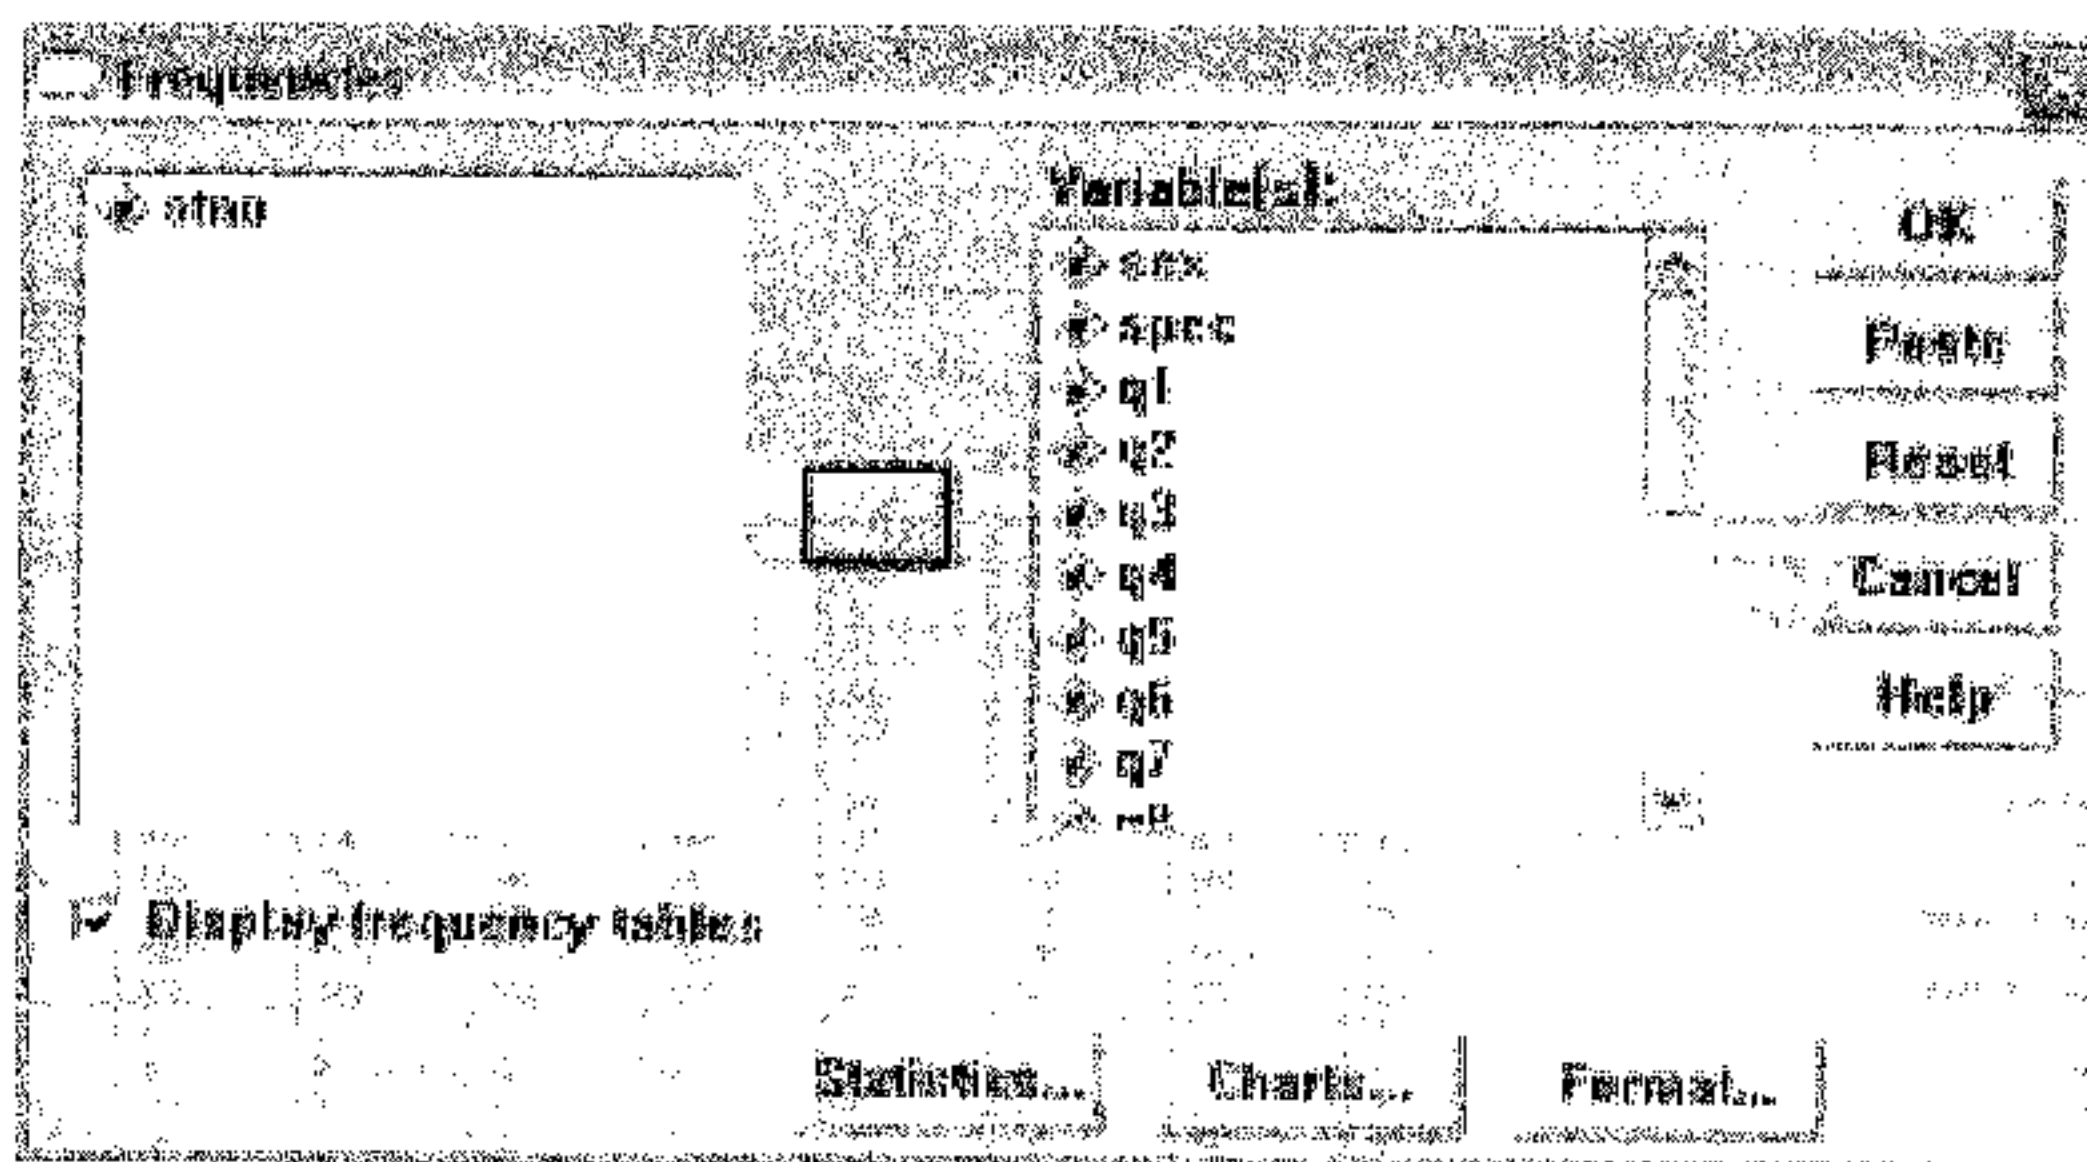 Frequencies
Variable(s):
sex
spec
q1
q2
q3
q4
q5
q6
q7
OK
Paste
Reset
Cancel
Help
Display frequency tables
Statistics...
Charts...
Format...